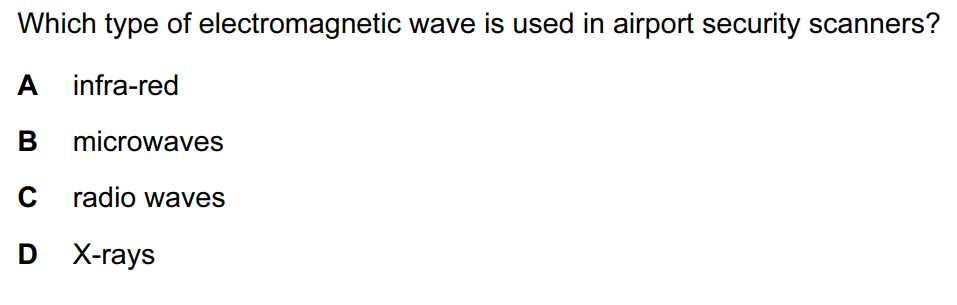 Which type of electromagnetic wave is used in airport security scanners?
A infra-red
B microwaves
C radio waves
D X-rays